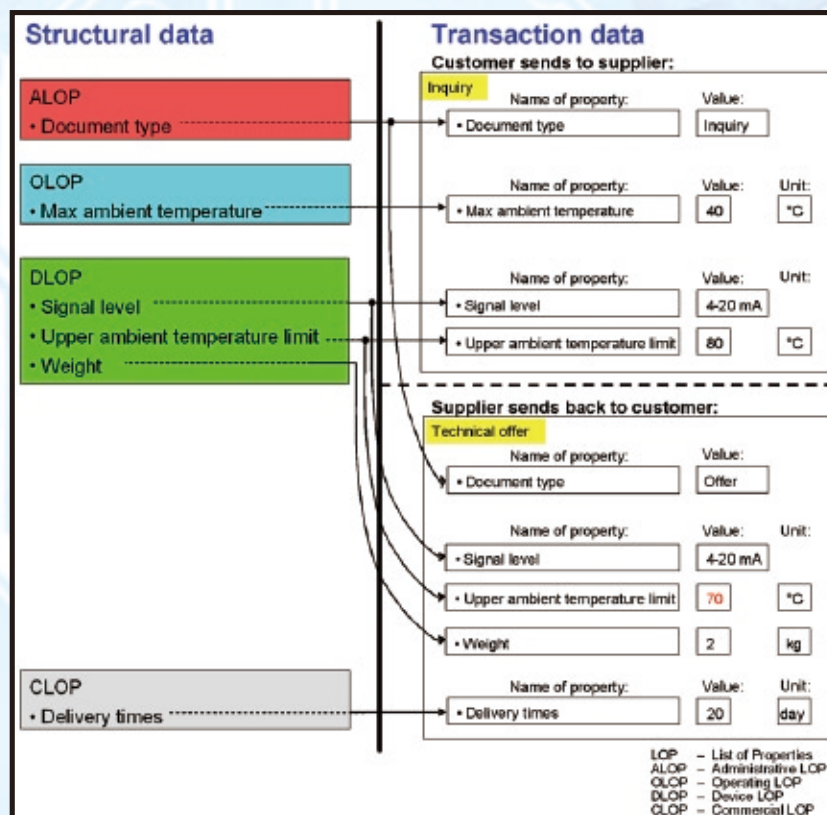 Structural data
ALOP
• Document type
OLOP
• Max ambient temperature
DLOP
• Signal level
• Upper ambient temperature limit
• Weight
CLOP
• Delivery times
Transaction data
Customer sends to supplier:
Inquiry
Name of property: Value:
• Document type Inquiry
Name of property: Value: Unit:
• Max ambient temperature 40 °C
Name of property: Value: Unit:
• Signal level 4-20 mA
• Upper ambient temperature limit 80 °C
Supplier sends back to customer:
Technical offer
Name of property: Value:
• Document type Offer
Name of property: Value: Unit:
• Signal level 4-20 mA
• Upper ambient temperature limit 70 °C
• Weight 2 kg
Name of property: Value: Unit:
• Delivery times 20 day
LOP – List of Properties
ALOP – Administrative LOP
OLOP – Operating LOP
DLOP – Device LOP
CLOP – Commercial LOP